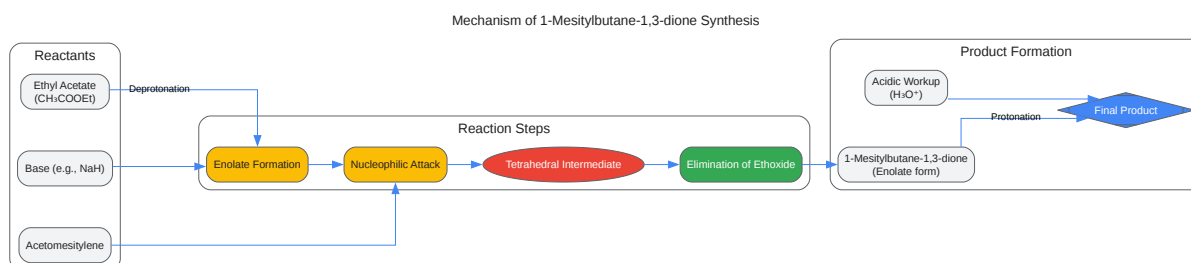 Mechanism of 1-Mesitylbutane-1,3-dione Synthesis
Reactants
Ethyl Acetate
(CH₃COOEt)
Deprotonation
Base (e.g., NaH)
Acetomesitylene
Reaction Steps
Enolate Formation
Nucleophilic Attack
Tetrahedral Intermediate
Elimination of Ethoxide
Product Formation
Acidic Workup
(H₃O⁺)
Final Product
Protonation
1-Mesitylbutane-1,3-dione
(Enolate form)